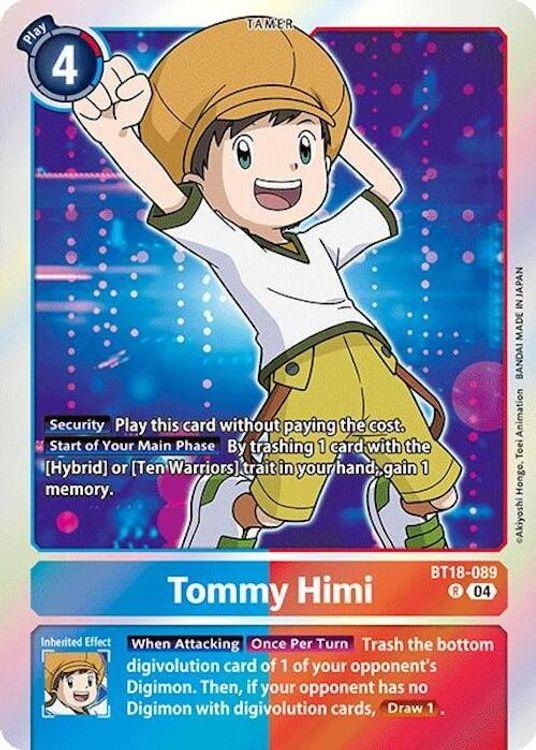 TAMER
Play
4
Security Play this card without paying the cost.
Start of Your Main Phase By trashing 1 card with the
[Hybrid] or [Ten Warriors] trait in your hand, gain 1
memory.
©Akiyoshi Hongo, Toei Animation BANDAI MADE IN JAPAN
BT18-089
Tommy Himi
R 04
Inherited Effect
When Attacking Once Per Turn Trash the bottom
digivolution card of 1 of your opponent's
Digimon. Then, if your opponent has no
Digimon with digivolution cards, Draw 1.